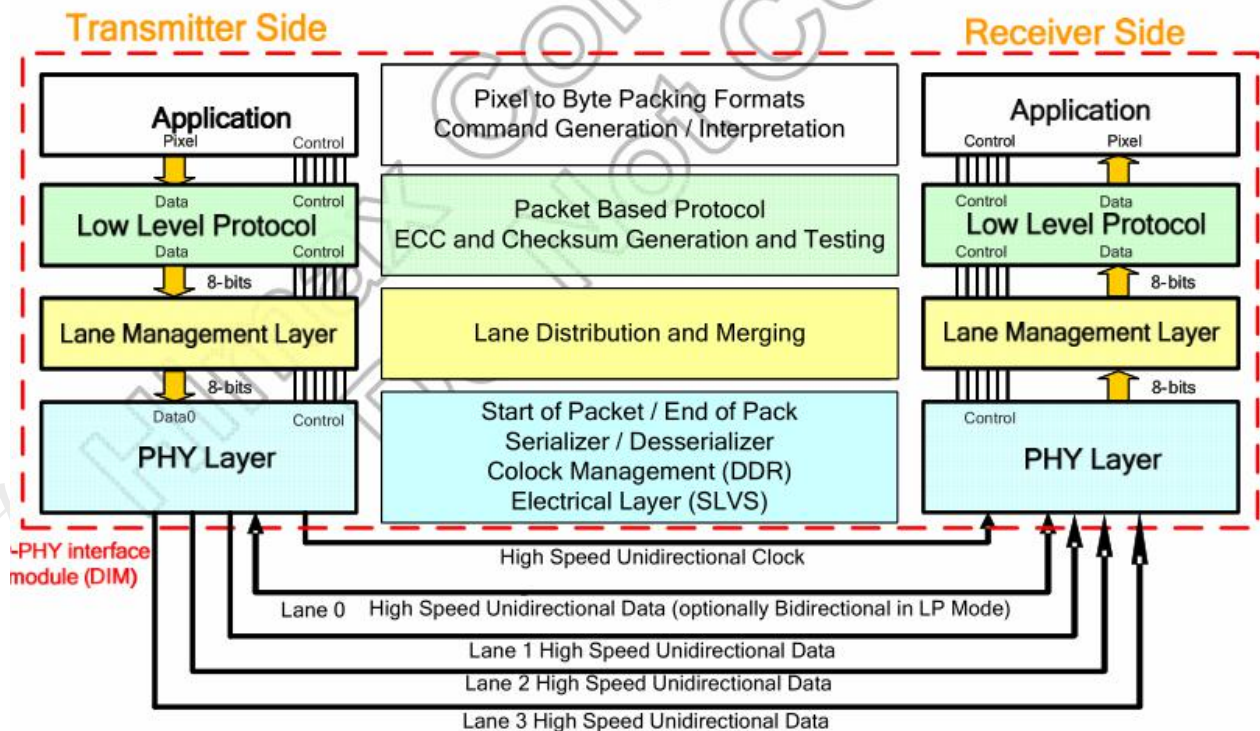 Transmitter Side
Receiver Side
Application
Pixel
Control
Data
Control
Low Level Protocol
Data
Control
8-bits
Lane Management Layer
8-bits
Data0
Control
PHY Layer
Pixel to Byte Packing Formats
Command Generation / Interpretation
Packet Based Protocol
ECC and Checksum Generation and Testing
Lane Distribution and Merging
Start of Packet / End of Pack
Serializer / Desserializer
Colock Management (DDR)
Electrical Layer (SLVS)
Application
Control
Pixel
Control
Data
Low Level Protocol
Control
Data
8-bits
Lane Management Layer
8-bits
Control
PHY Layer
-PHY interface
module (DIM)
High Speed Unidirectional Clock
Lane 0 High Speed Unidirectional Data (optionally Bidirectional in LP Mode)
Lane 1 High Speed Unidirectional Data
Lane 2 High Speed Unidirectional Data
Lane 3 High Speed Unidirectional Data
Himax Co
Not Co